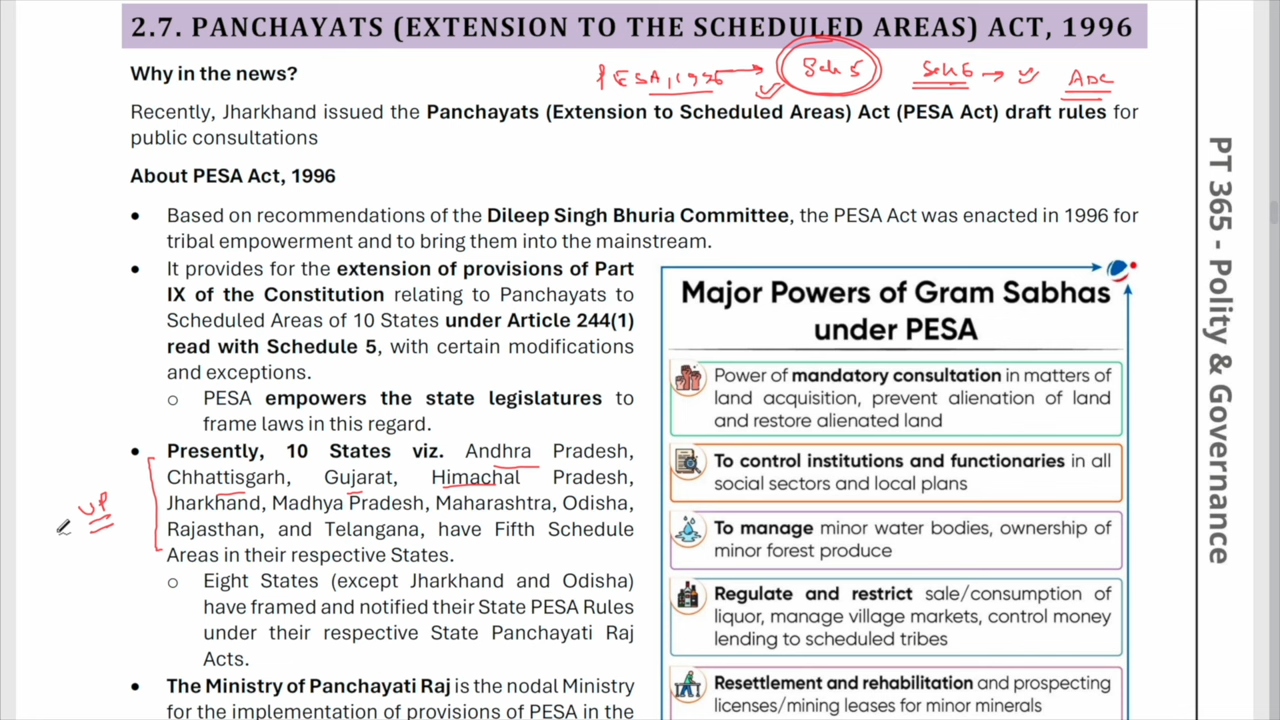 2.7. PANCHAYATS (EXTENSION TO THE SCHEDULED AREAS) ACT, 1996
Why in the news?
PESA, 1996 → Sch 5
Sch 6 → ADC
Recently, Jharkhand issued the Panchayats (Extension to Scheduled Areas) Act (PESA Act) draft rules for
public consultations
About PESA Act, 1996
• Based on recommendations of the Dileep Singh Bhuria Committee, the PESA Act was enacted in 1996 for
tribal empowerment and to bring them into the mainstream.
• It provides for the extension of provisions of Part
IX of the Constitution relating to Panchayats to
Scheduled Areas of 10 States under Article 244(1)
read with Schedule 5, with certain modifications
and exceptions.
o PESA empowers the state legislatures to
frame laws in this regard.
• Presently, 10 States viz. Andhra Pradesh,
Chhattisgarh, Gujarat, Himachal Pradesh,
Jharkhand, Madhya Pradesh, Maharashtra, Odisha,
Rajasthan, and Telangana, have Fifth Schedule
Areas in their respective States.
UP
o Eight States (except Jharkhand and Odisha)
have framed and notified their State PESA Rules
under their respective State Panchayati Raj
Acts.
• The Ministry of Panchayati Raj is the nodal Ministry
for the implementation of provisions of PESA in the
Major Powers of Gram Sabhas
under PESA
Power of mandatory consultation in matters of
land acquisition, prevent alienation of land
and restore alienated land
To control institutions and functionaries in all
social sectors and local plans
To manage minor water bodies, ownership of
minor forest produce
Regulate and restrict sale/consumption of
liquor, manage village markets, control money
lending to scheduled tribes
Resettlement and rehabilitation and prospecting
licenses/mining leases for minor minerals
PT 365 - Polity & Governance